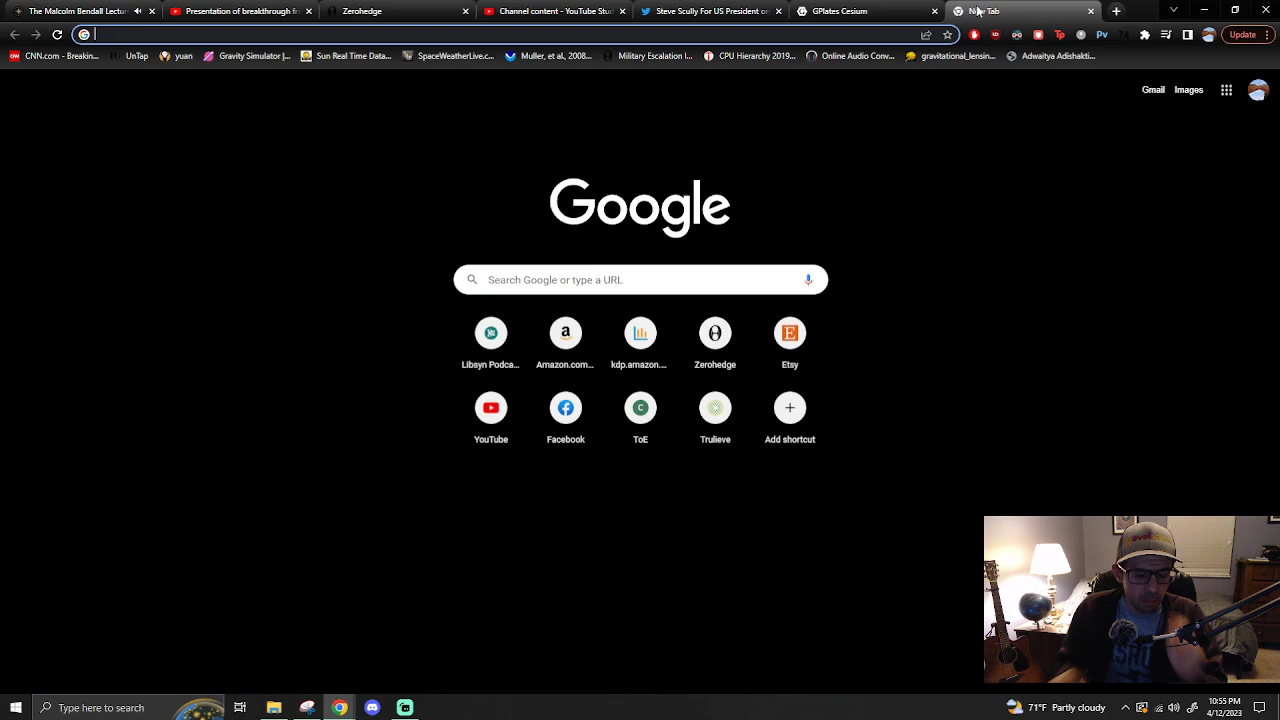 The Malcolm Bendall Lectur
Presentation of breakthrough fr
Zerohedge
Channel content - YouTube Stud
Steve Scully for US President on
GPlates Cesium
New Tab
Update
CNN.com - Breakin...
UnTap
yuan
Gravity Simulator |...
Sun Real Time Data...
SpaceWeatherLive.c...
Muller, et.al, 2008...
Military Escalation I...
CPU Hierarchy 2019...
Online Audio Conv...
gravitational_lensin...
Adwaitya Adishakti...
Gmail
Images
Google
Search Google or type a URL
Libsyn Podca...
Amazon.com...
kdp.amazon....
Zerohedge
Etsy
YouTube
Facebook
ToE
Trulieve
Add shortcut
Type here to search
71°F Partly cloudy
10:55 PM
4/12/2023